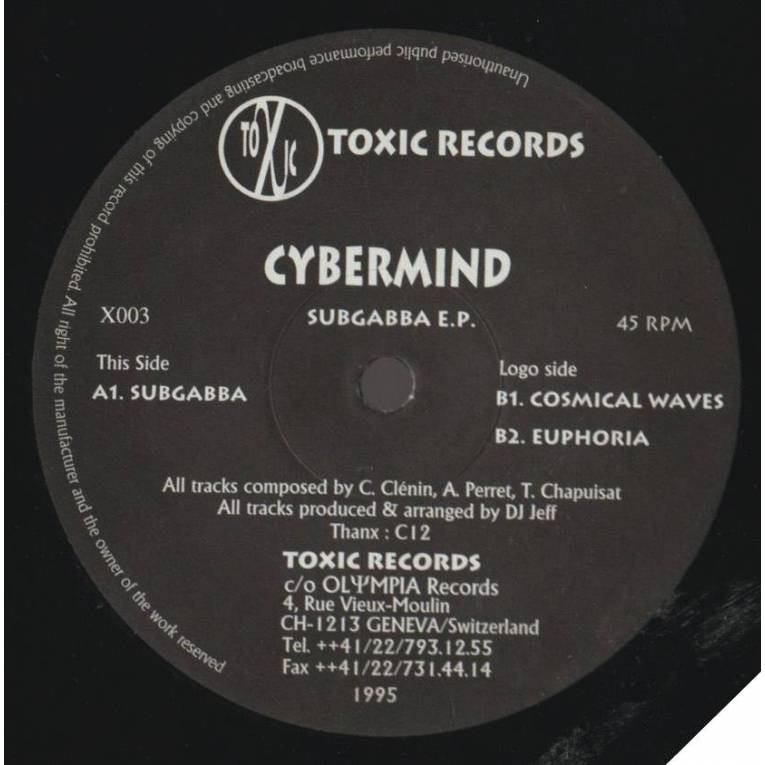 Unauthorised public performance broadcasting and copying of this record prohibited. All right of the manufacturer and the owner of the work reserved
TOXIC
TOXIC RECORDS
CYBERMIND
SUBGABBA E.P.
X003
45 RPM
This Side
A1. SUBGABBA
Logo side
B1. COSMICAL WAVES
B2. EUPHORIA
All tracks composed by C. Clénin, A. Perret, T. Chapuisat
All tracks produced & arranged by DJ Jeff
Thanx : C12
TOXIC RECORDS
c/o OLΨMPIA Records
4, Rue Vieux-Moulin
CH-1213 GENEVA/Switzerland
Tel. ++41/22/793.12.55
Fax ++41/22/731.44.14
1995